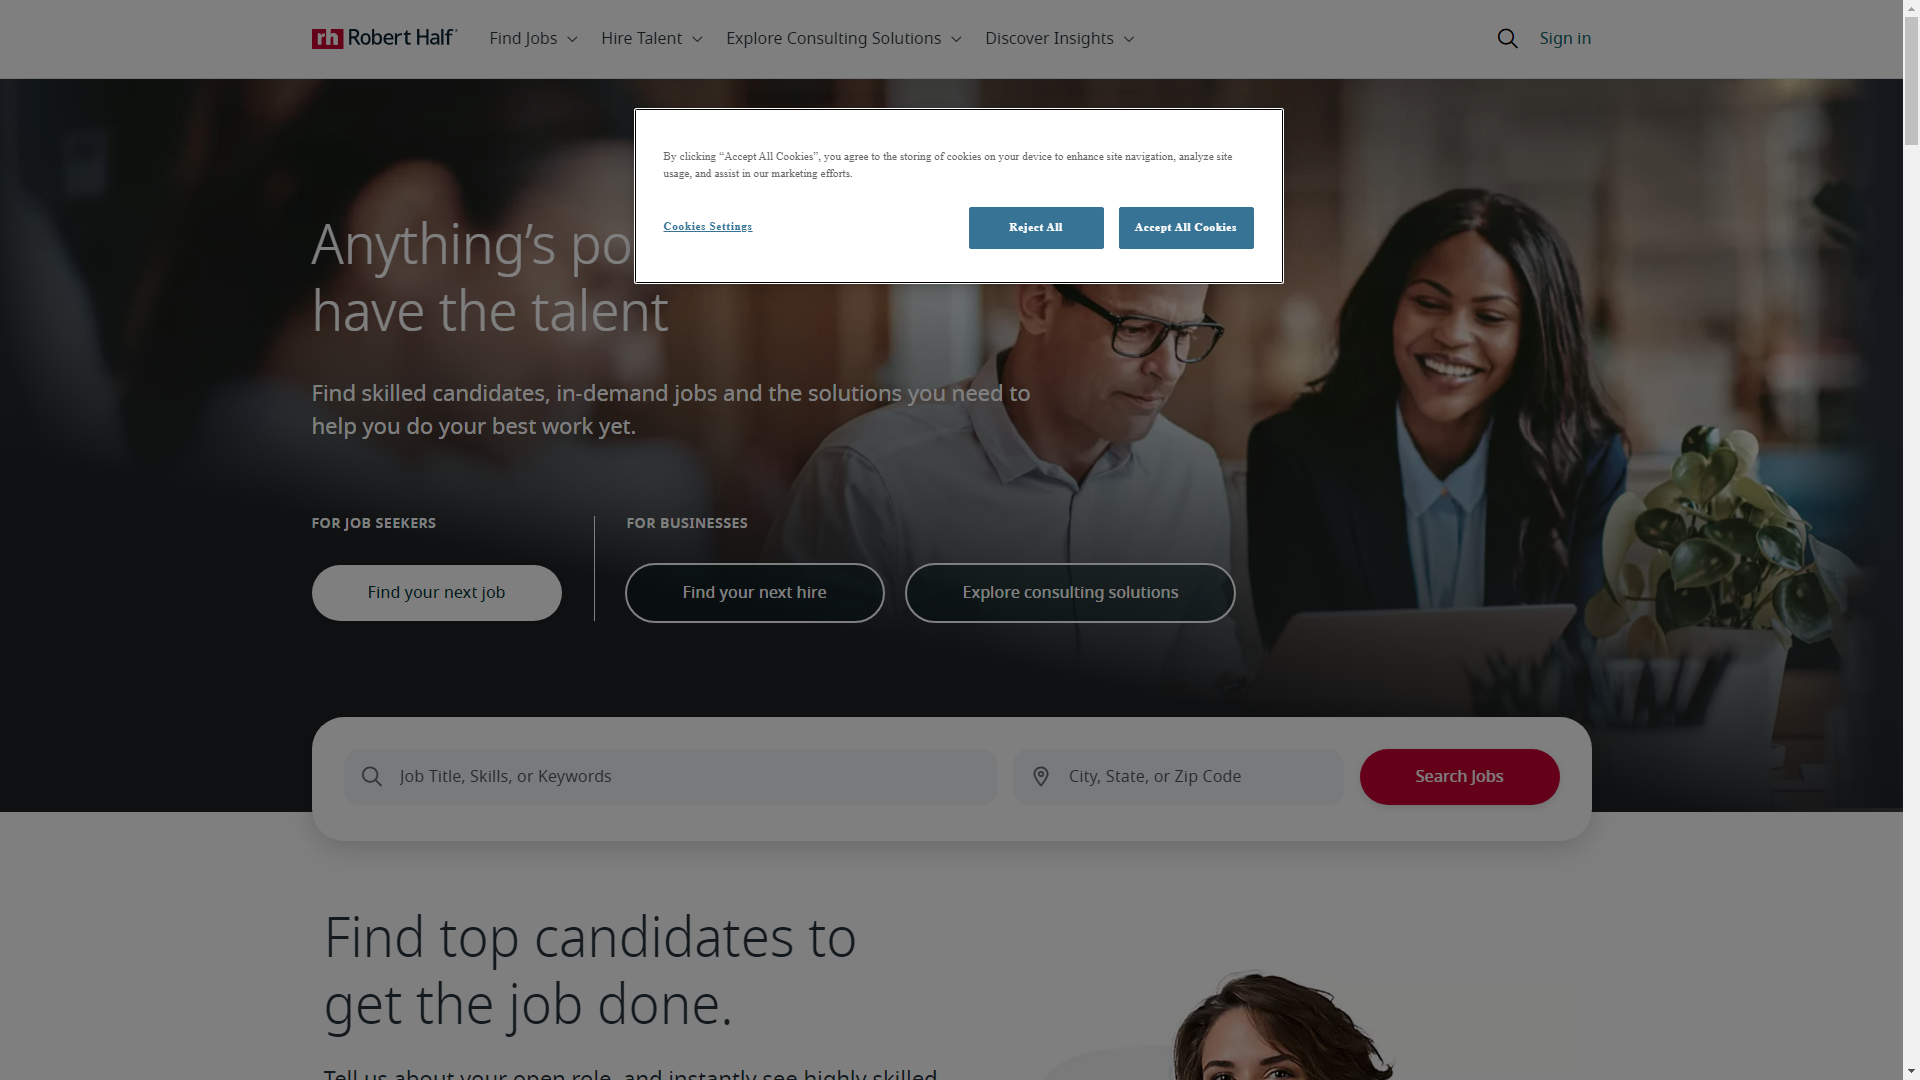 rh Robert Half
Find Jobs
Hire Talent
Explore Consulting Solutions
Discover Insights
Sign in
By clicking “Accept All Cookies”, you agree to the storing of cookies on your device to enhance site navigation, analyze site
usage, and assist in our marketing efforts.
Cookies Settings
Reject All
Accept All Cookies
Anything’s po
have the talent
Find skilled candidates, in-demand jobs and the solutions you need to
help you do your best work yet.
FOR JOB SEEKERS
FOR BUSINESSES
Find your next job
Find your next hire
Explore consulting solutions
Job Title, Skills, or Keywords
City, State, or Zip Code
Search Jobs
Find top candidates to
get the job done.
Tell us about your open role, and instantly see highly skilled